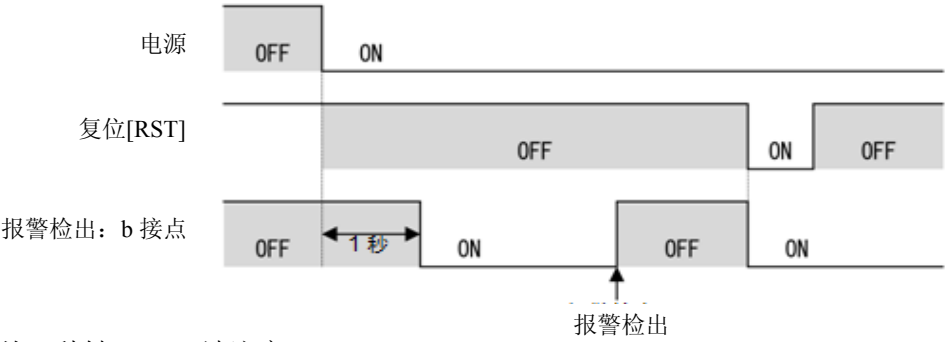 电源
OFF ON
复位[RST]
OFF ON OFF
报警检出：b 接点
OFF 1 秒 ON OFF ON
报警检出